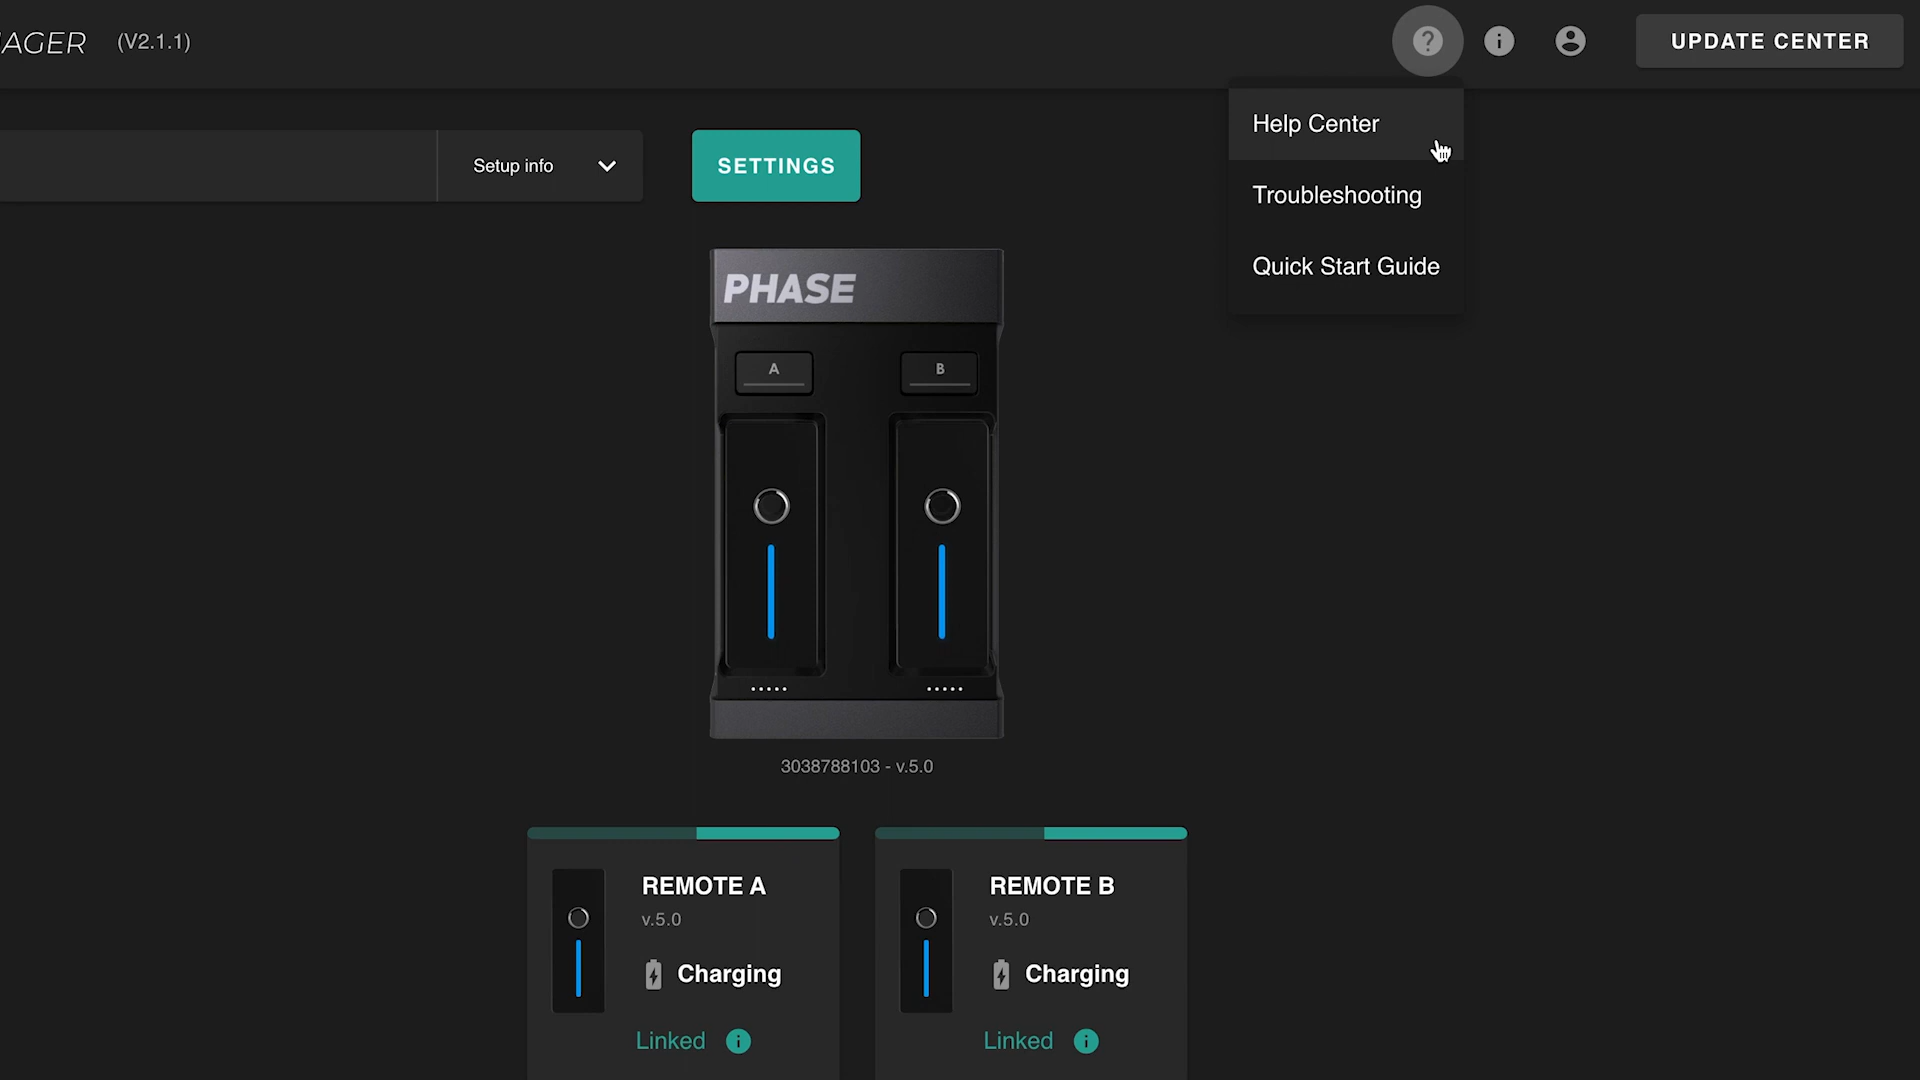 AGER (V2.1.1)
UPDATE CENTER
Setup info
SETTINGS
Help Center
Troubleshooting
Quick Start Guide
PHASE
A B
3038788103 - v.5.0
REMOTE A
v.5.0
Charging
Linked
REMOTE B
v.5.0
Charging
Linked